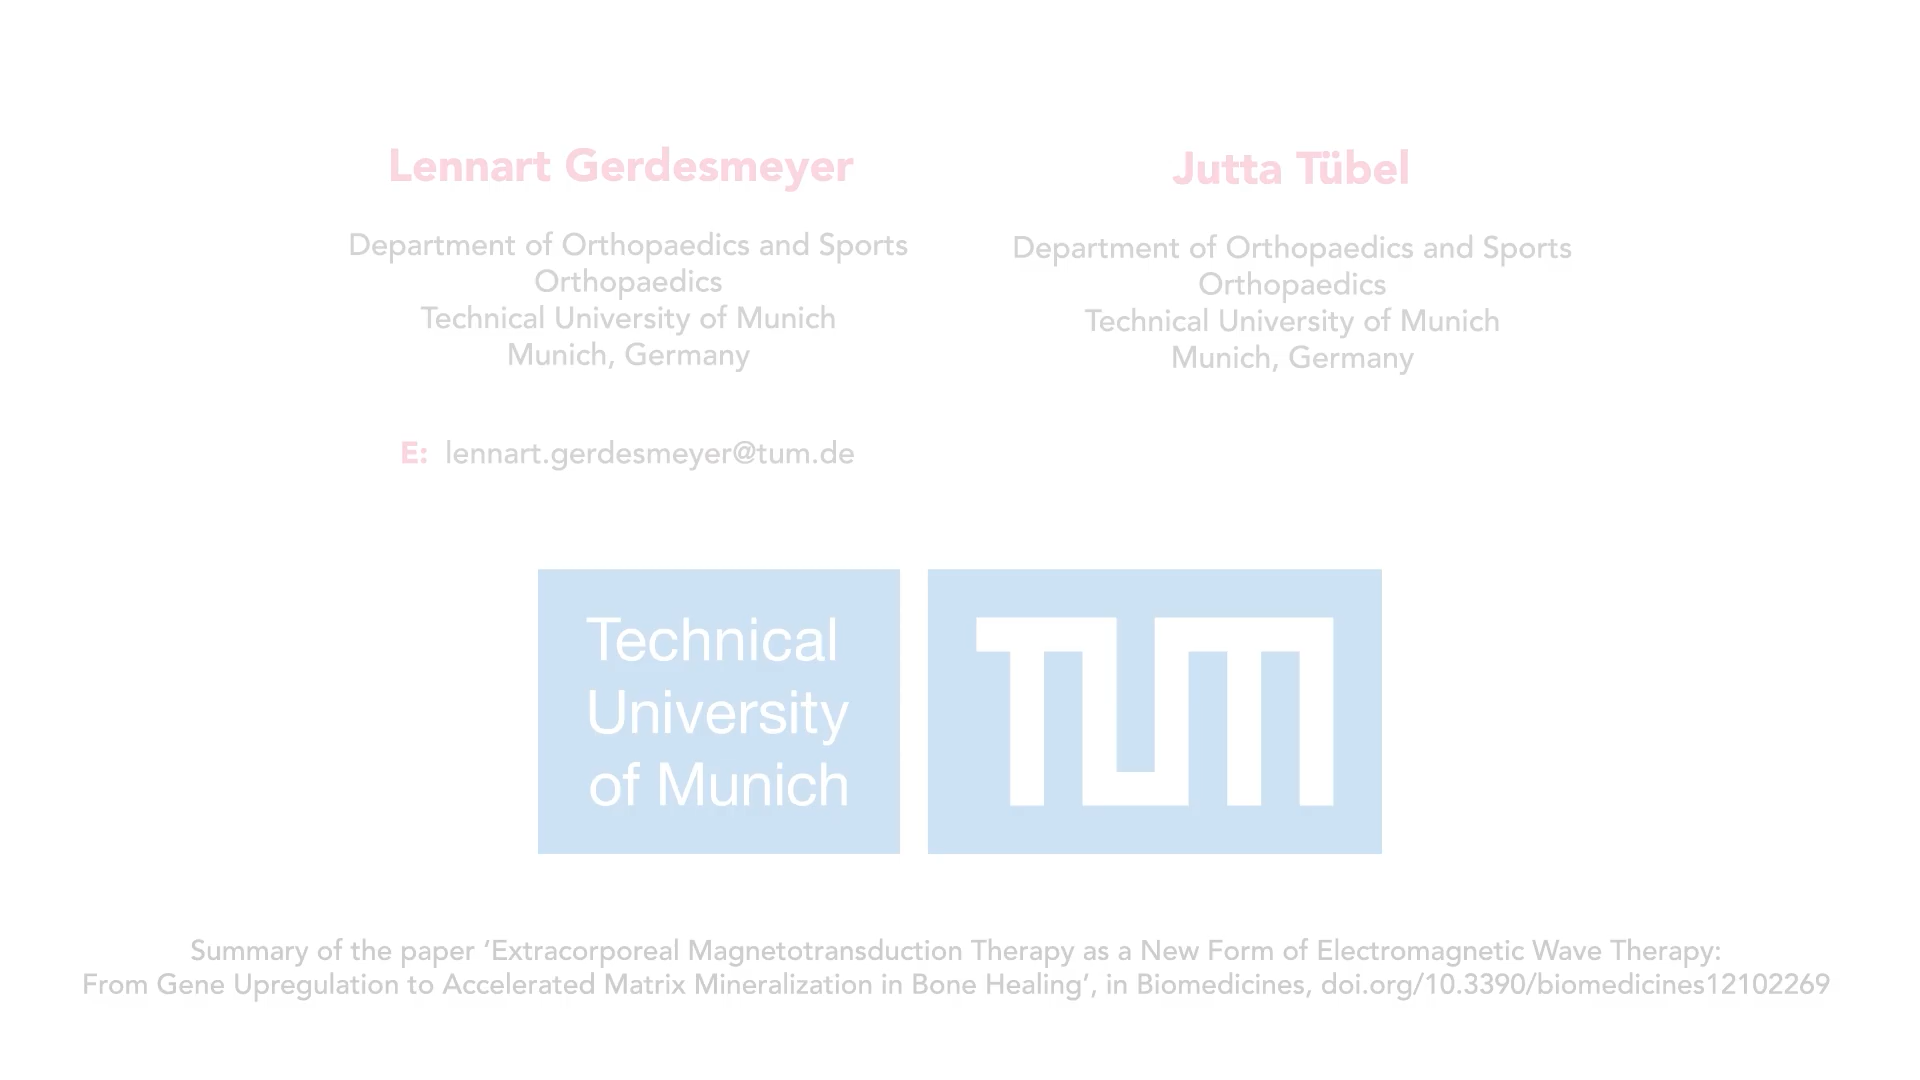 Lennart Gerdesmeyer
Department of Orthopaedics and Sports
Orthopaedics
Technical University of Munich
Munich, Germany
E: lennart.gerdesmeyer@tum.de
Jutta Tübel
Department of Orthopaedics and Sports
Orthopaedics
Technical University of Munich
Munich, Germany
Technical
University
of Munich
TUM
Summary of the paper ‘Extracorporeal Magnetotransduction Therapy as a New Form of Electromagnetic Wave Therapy:
From Gene Upregulation to Accelerated Matrix Mineralization in Bone Healing’, in Biomedicines, doi.org/10.3390/biomedicines12102269